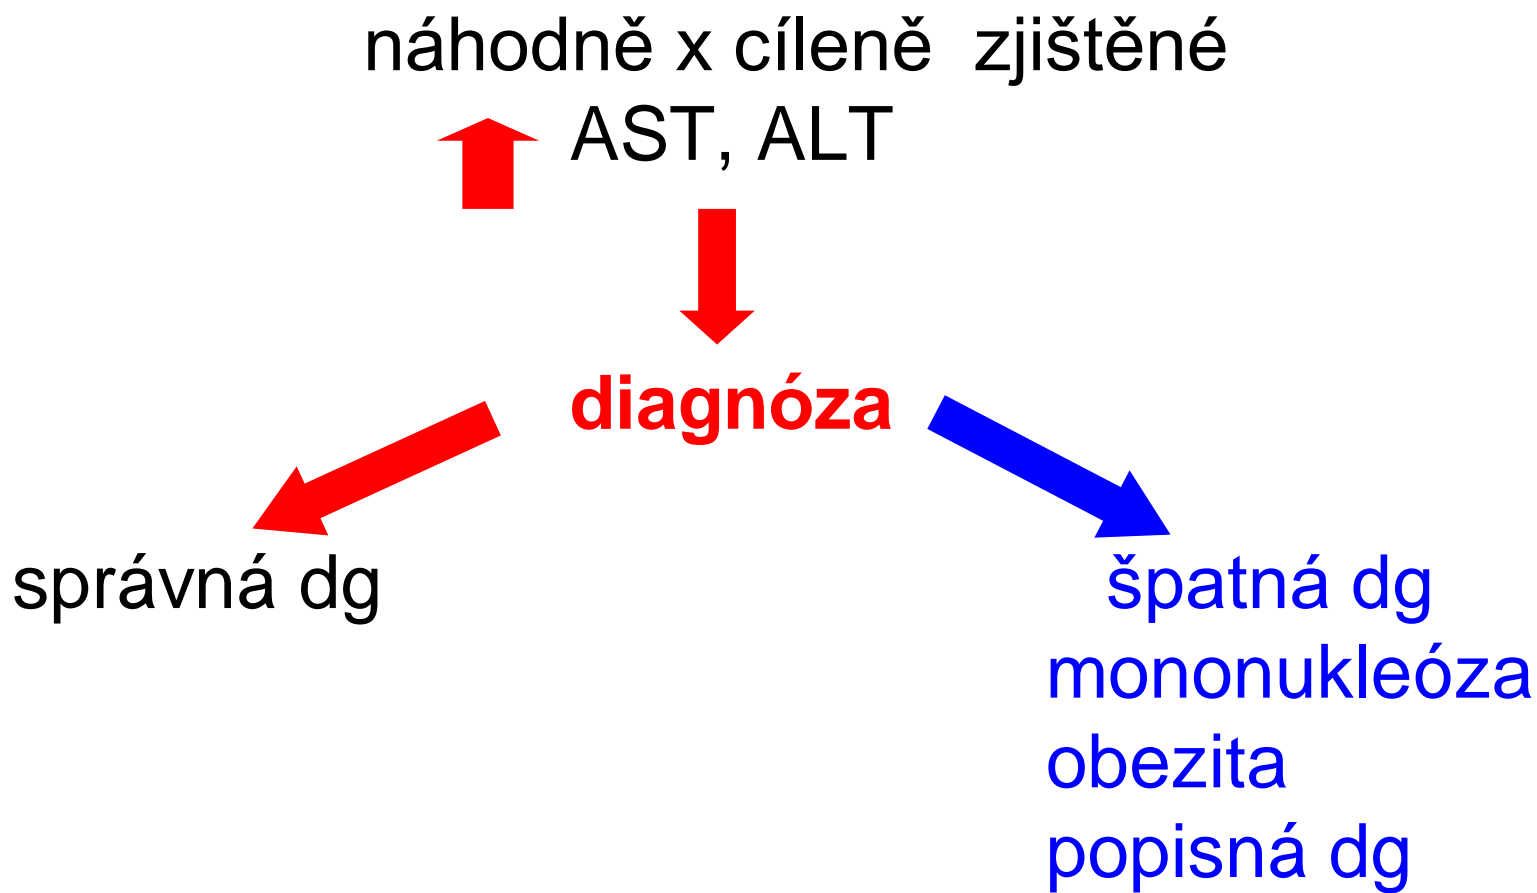 náhodně x cíleně zjištěné
AST, ALT
diagnóza
správná dg
špatná dg
mononukleóza
obezita
popisná dg